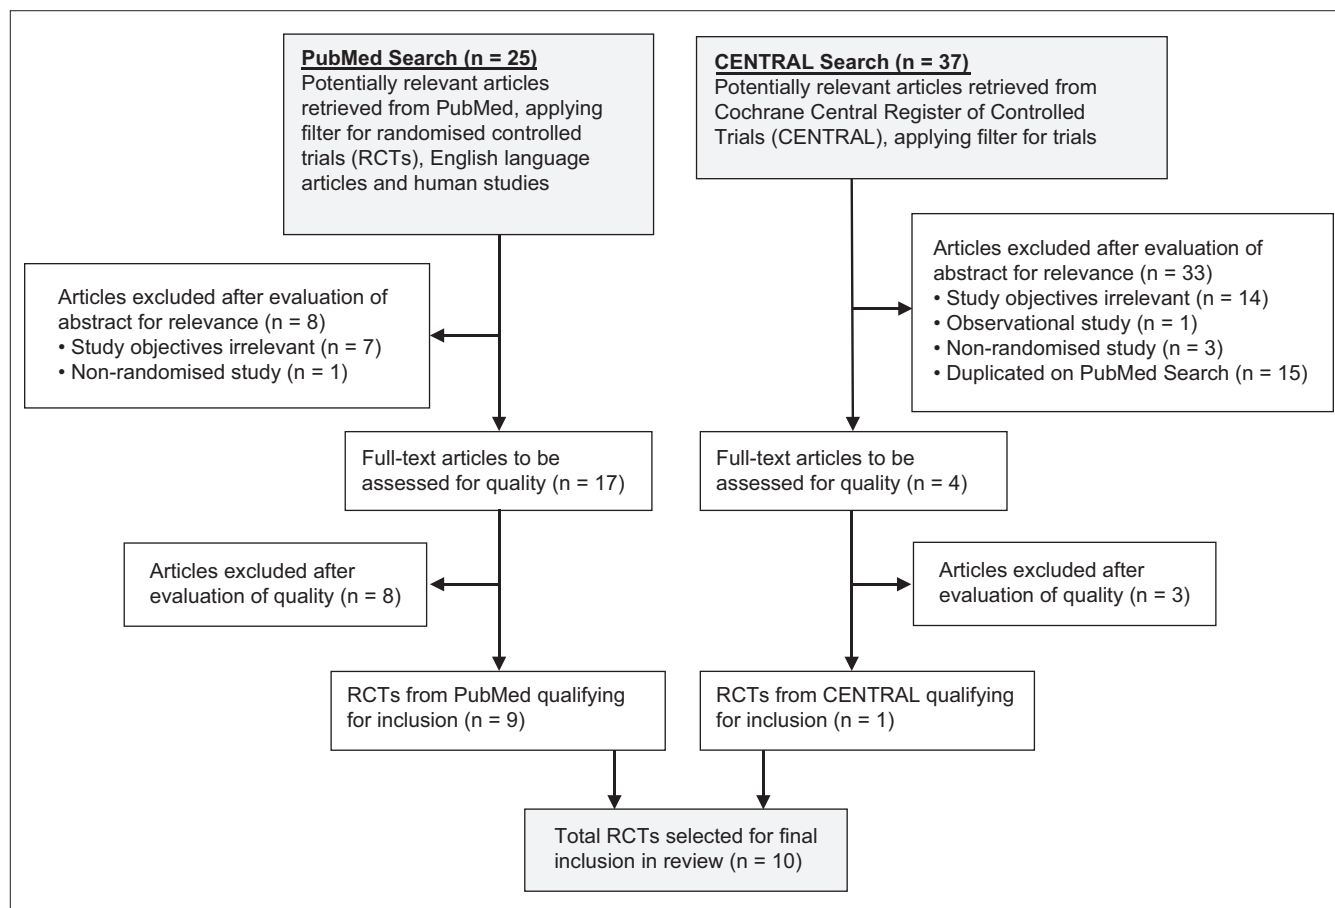 PubMed Search (n = 25)
Potentially relevant articles
retrieved from PubMed, applying
filter for randomised controlled
trials (RCTs), English language
articles and human studies
CENTRAL Search (n = 37)
Potentially relevant articles retrieved from
Cochrane Central Register of Controlled
Trials (CENTRAL), applying filter for trials
Articles excluded after evaluation of
abstract for relevance (n = 8)
• Study objectives irrelevant (n = 7)
• Non-randomised study (n = 1)
Articles excluded after evaluation of
abstract for relevance (n = 33)
• Study objectives irrelevant (n = 14)
• Observational study (n = 1)
• Non-randomised study (n = 3)
• Duplicated on PubMed Search (n = 15)
Full-text articles to be
assessed for quality (n = 17)
Full-text articles to be
assessed for quality (n = 4)
Articles excluded after
evaluation of quality (n = 8)
Articles excluded after
evaluation of quality (n = 3)
RCTs from PubMed qualifying
for inclusion (n = 9)
RCTs from CENTRAL qualifying
for inclusion (n = 1)
Total RCTs selected for final
inclusion in review (n = 10)